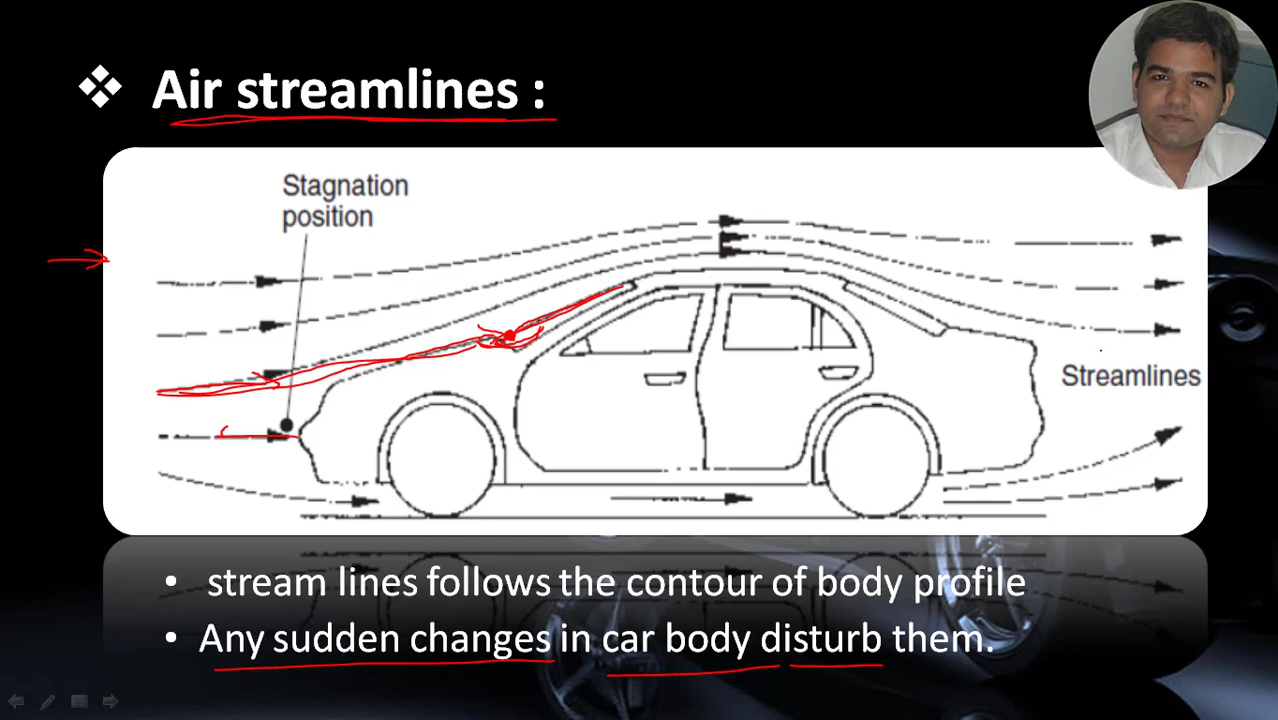 ❖ Air streamlines :
Stagnation
position
Streamlines
• stream lines follows the contour of body profile
• Any sudden changes in car body disturb them.